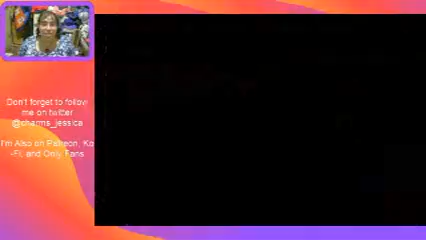 Don't forget to follow
me on twitter
@charms_jessica
I'm Also on Patreon, Ko
-Fi, and Only Fans